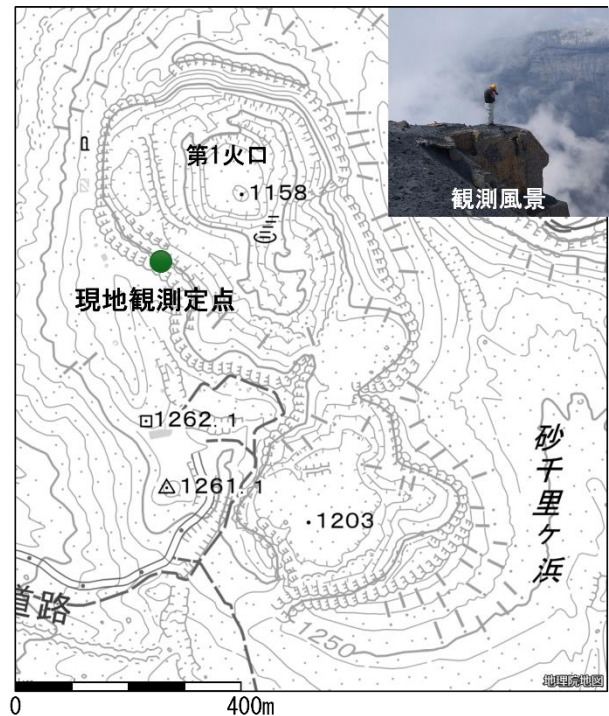 第1火口
・1158
観測風景
現地観測定点
1262.1
1261.1
・1203
砂千里ヶ浜
道路
1250
地理院地図
0
400m